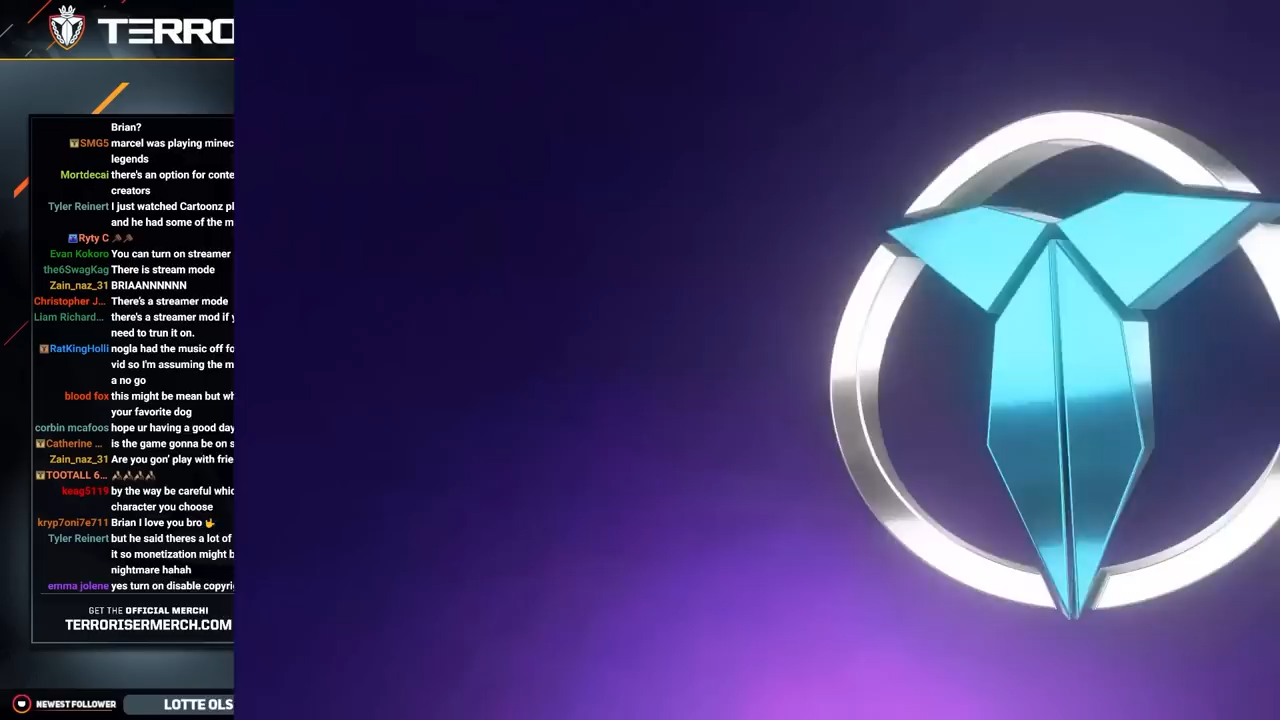 TERRO
Brian?
SMG5 marcel was playing minec
legends
Mortdecai there's an option for conte
creators
Tyler Reinert I just watched Cartoonz pl
and he had some of the m
Ryty C
Evan Kokoro You can turn on streamer
the6SwagKag There is stream mode
Zain_naz_31 BRIAANNNNNN
Christopher J... There's a streamer mode
Liam Richard... there's a streamer mod if y
need to trun it on.
RatKingHolli nogla had the music off fo
vid so I'm assuming the m
a no go
blood fox this might be mean but wh
your favorite dog
corbin mcafoos hope ur having a good day
Catherine ... is the game gonna be on s
Zain_naz_31 Are you gon' play with frie
TOOTALL 6...
keag5119 by the way be careful whic
character you choose
kryp7oni7e711 Brian I love you bro
Tyler Reinert but he said theres a lot of
it so monetization might b
nightmare hahah
emma jolene yes turn on disable copyri
GET THE OFFICIAL MERCH!
TERRORISERMERCH.COM
NEWEST FOLLOWER LOTTE OLS